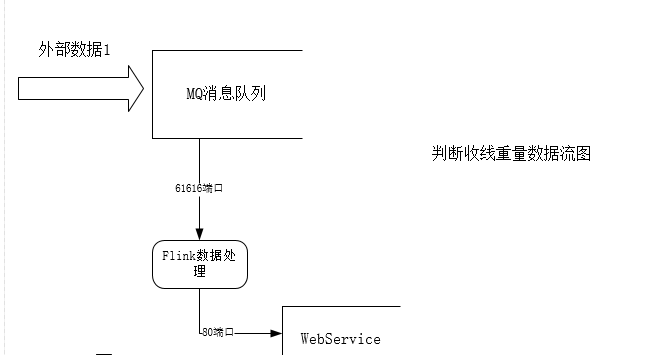 外部数据1
MQ消息队列
判断收线重量数据流图
61616端口
Flink数据处
理
80端口
WebService